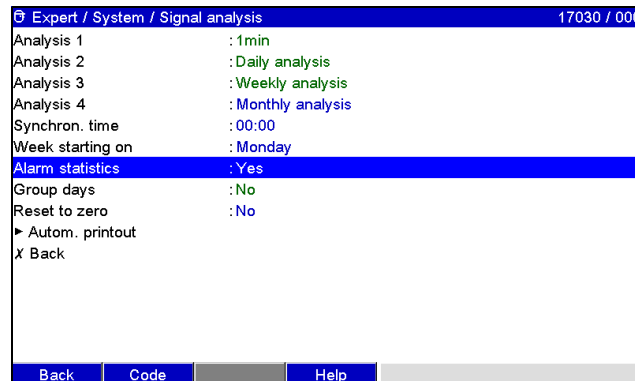 Expert / System / Signal analysis 17030 / 000
Analysis 1 : 1min
Analysis 2 : Daily analysis
Analysis 3 : Weekly analysis
Analysis 4 : Monthly analysis
Synchron. time : 00:00
Week starting on : Monday
Alarm statistics : Yes
Group days : No
Reset to zero : No
► Autom. printout
X Back
Back Code Help